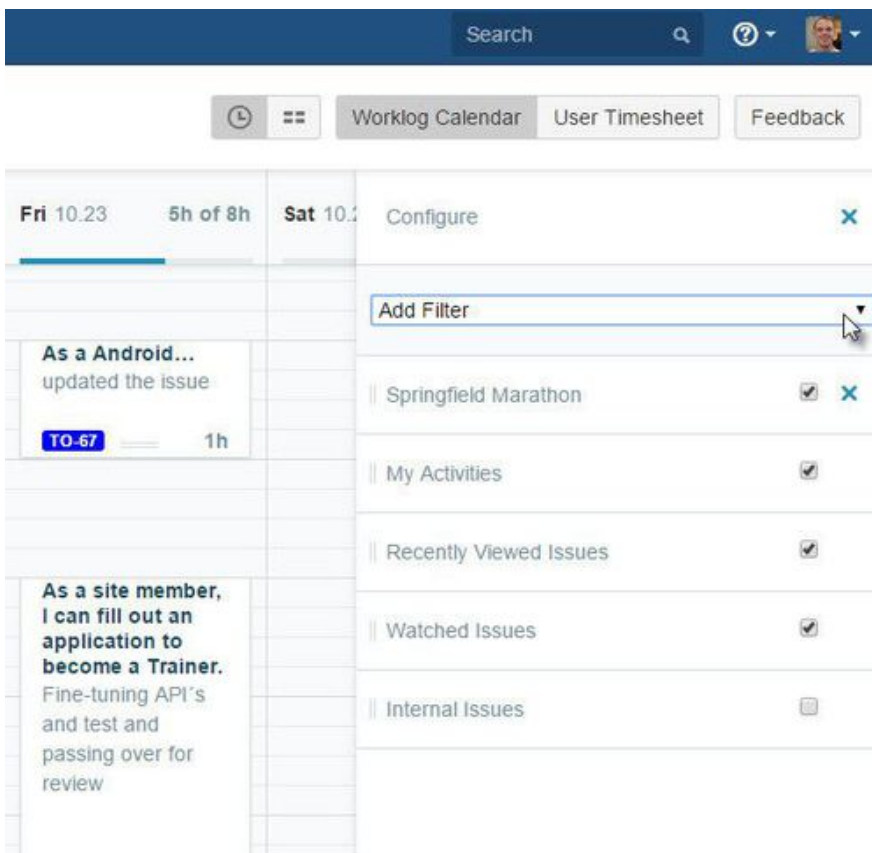 Search
Worklog Calendar User Timesheet Feedback
Fri 10.23 5h of 8h Sat 10.2
Configure
Add Filter
As a Android...
updated the issue
TO-67 1h
Springfield Marathon
My Activities
Recently Viewed Issues
Watched Issues
Internal Issues
As a site member,
I can fill out an
application to
become a Trainer.
Fine-tuning API´s
and test and
passing over for
review